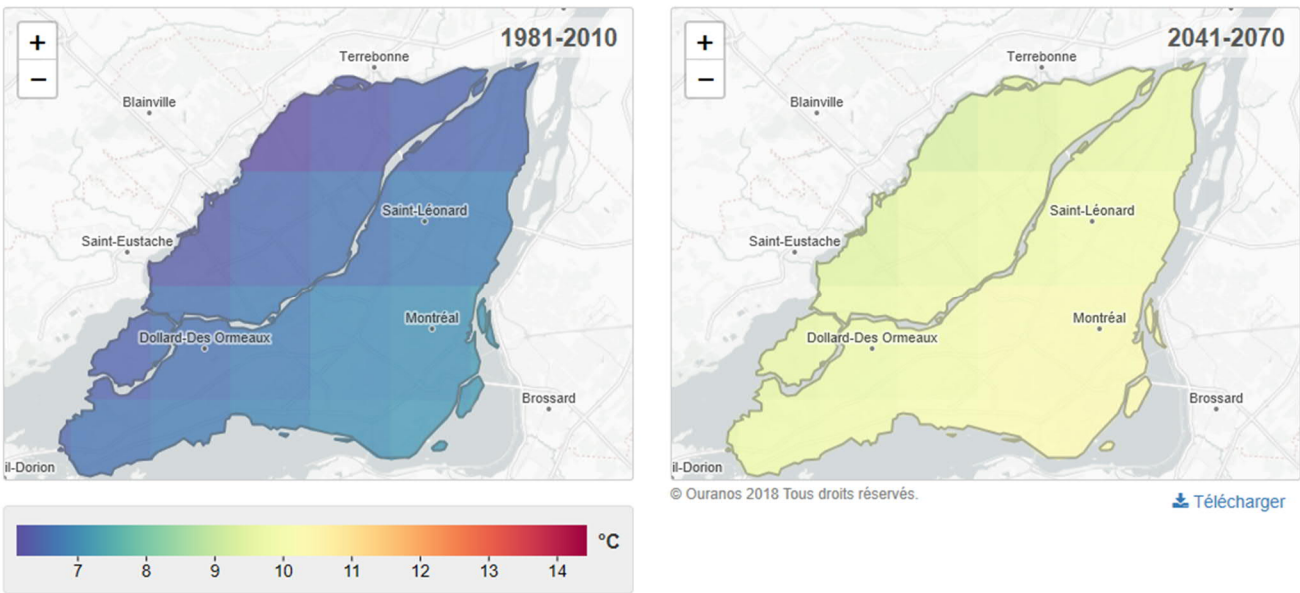 +
−
1981-2010
Terrebonne
Blainville
Saint-Léonard
Saint-Eustache
Montréal
Dollard-Des Ormeaux
Brossard
il-Dorion
7 8 9 10 11 12 13 14
°C
+
−
2041-2070
Terrebonne
Blainville
Saint-Léonard
Saint-Eustache
Montréal
Dollard-Des Ormeaux
Brossard
il-Dorion
© Ouranos 2018 Tous droits réservés.
Télécharger